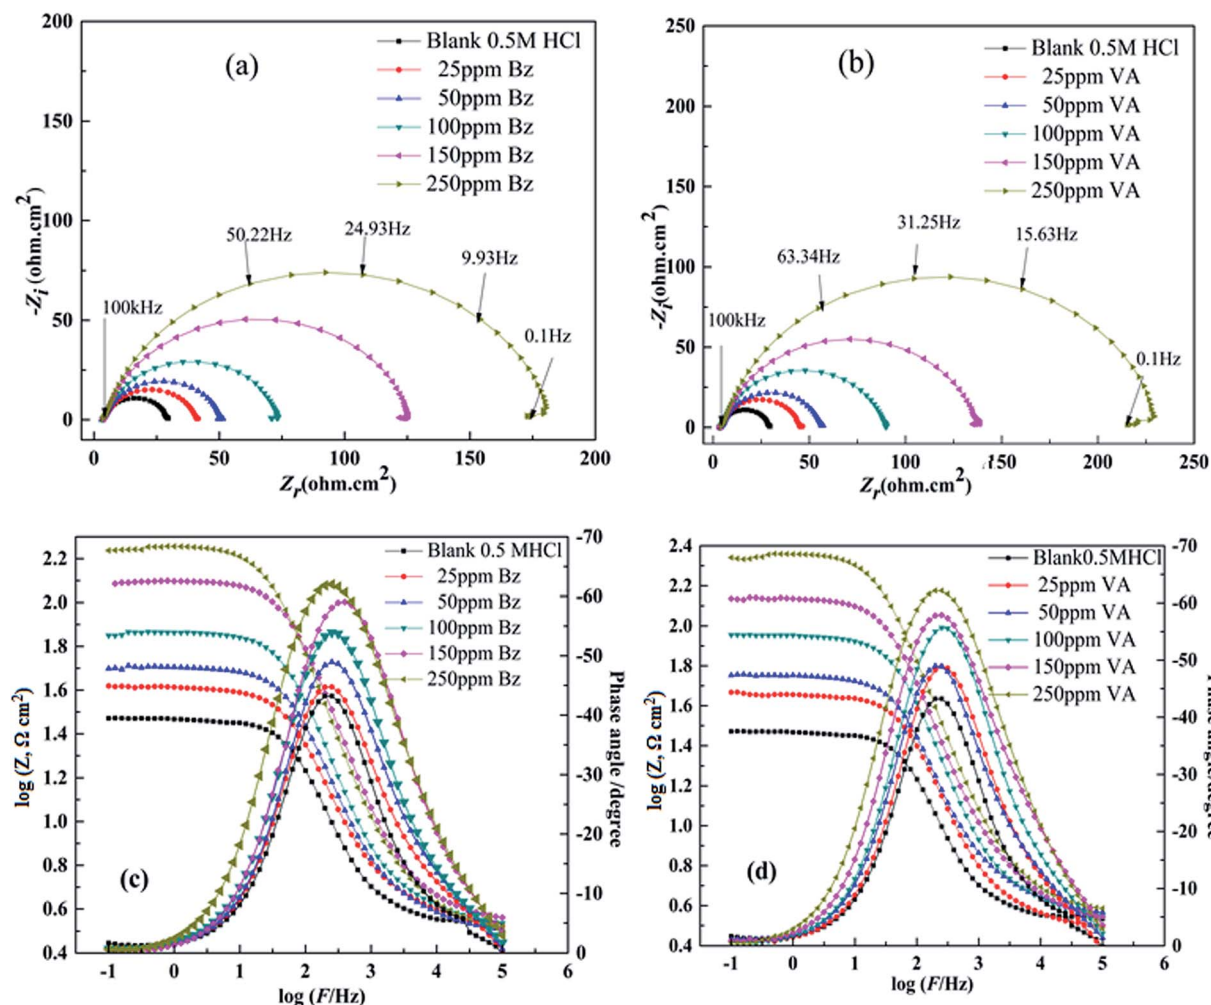 (a)
Blank 0.5M HCl
25ppm Bz
50ppm Bz
100ppm Bz
150ppm Bz
250ppm Bz
50.22Hz
24.93Hz
9.93Hz
100kHz
0.1Hz
-Zi (ohm.cm2)
200
150
100
50
0
0 50 100 150 200
Zr(ohm.cm2)
(b)
Blank 0.5M HCl
25ppm VA
50ppm VA
100ppm VA
150ppm VA
250ppm VA
63.34Hz
31.25Hz
15.63Hz
100kHz
0.1Hz
-Zi(ohm.cm2)
250
200
150
100
50
0
0 50 100 150 200 250
Zr(ohm.cm2)
(c)
Blank 0.5 MHCl
25ppm Bz
50ppm Bz
100ppm Bz
150ppm Bz
250ppm Bz
log (Z, Ω cm2)
2.2
2.0
1.8
1.6
1.4
1.2
1.0
0.8
0.6
0.4
-1 0 1 2 3 4 5 6
log (F/Hz)
-70
-60
-50
-40
-30
-20
-10
0
Phase angle /degree
(d)
Blank0.5MHCl
25ppm VA
50ppm VA
100ppm VA
150ppm VA
250ppm VA
log (Z, Ω cm2)
2.4
2.2
2.0
1.8
1.6
1.4
1.2
1.0
0.8
0.6
0.4
-1 0 1 2 3 4 5 6
log (F/Hz)
-70
-60
-50
-40
-30
-20
-10
0